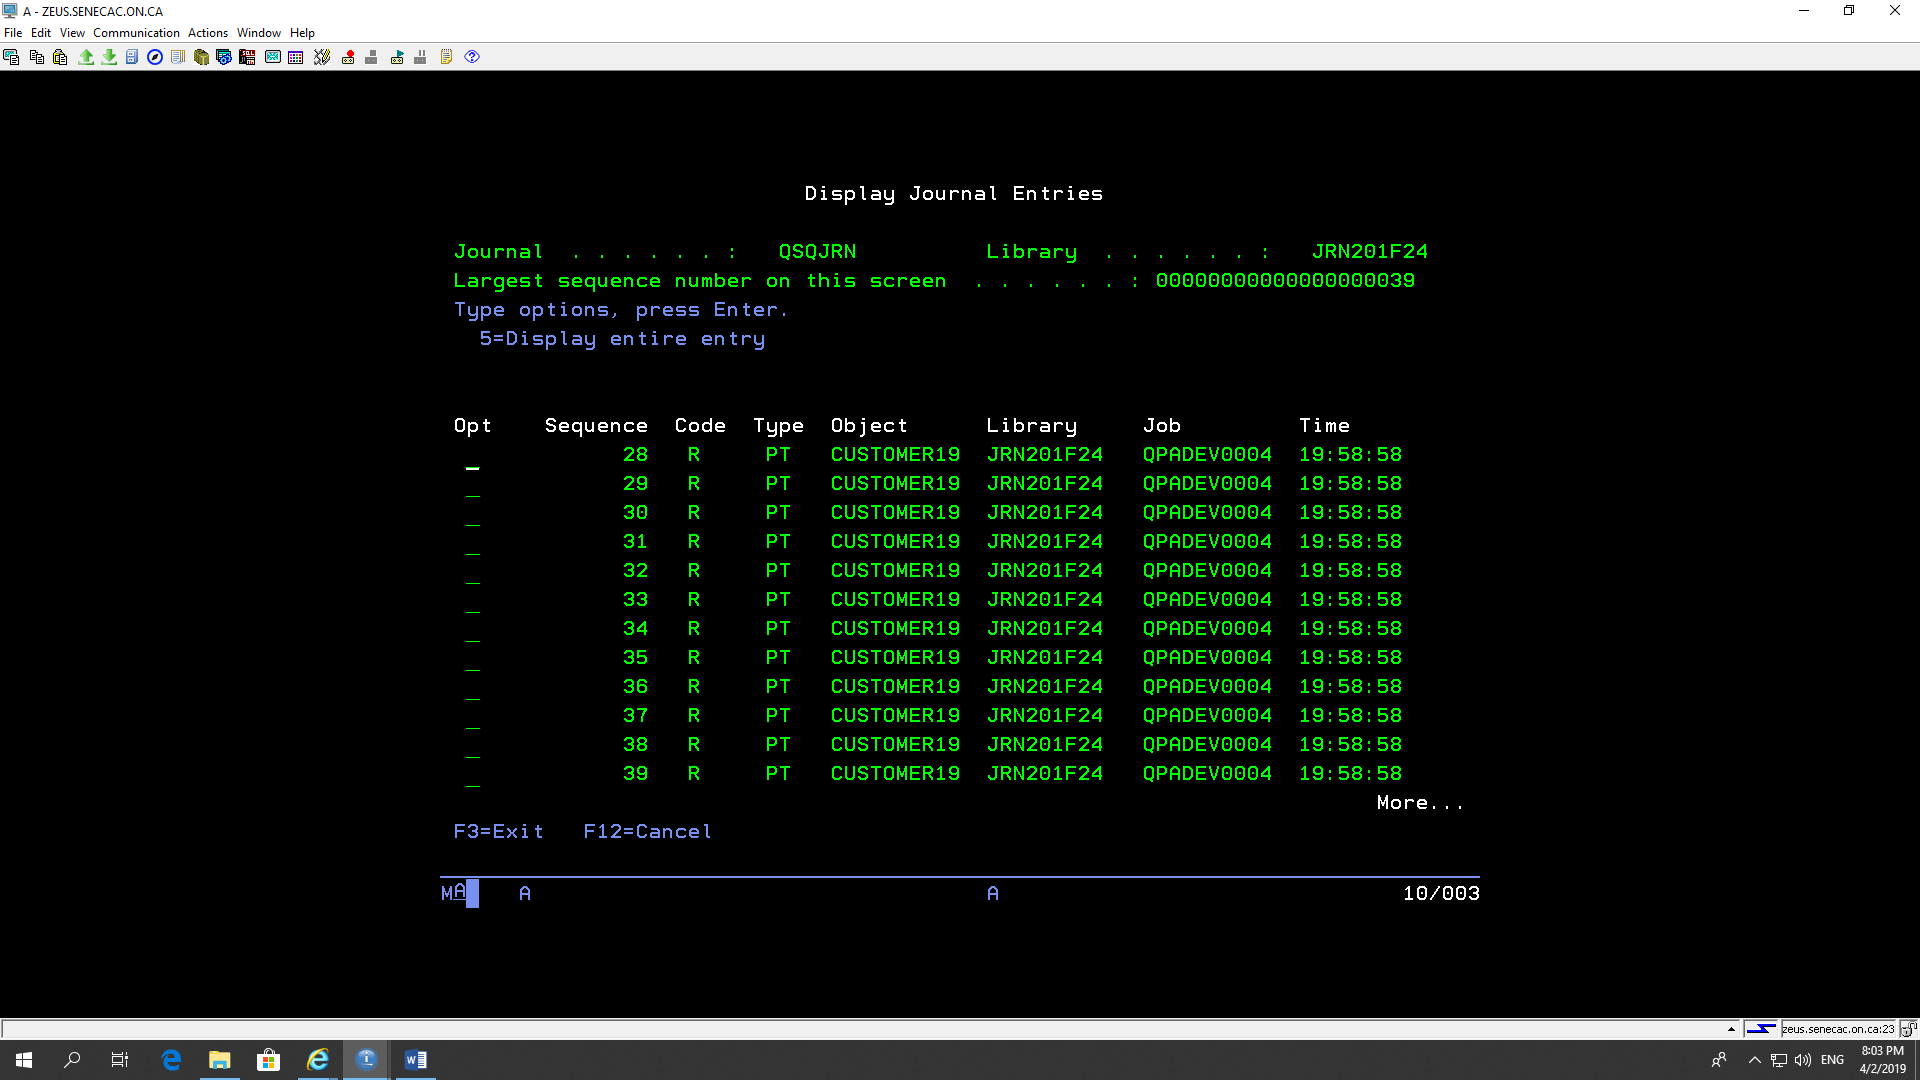 A - ZEUS.SENECAC.ON.CA
File Edit View Communication Actions Window Help
Display Journal Entries
Journal . . . . . . : QSQJRN Library . . . . . . : JRN201F24
Largest sequence number on this screen . . . . . . : 00000000000000000039
Type options, press Enter.
5=Display entire entry
Opt Sequence Code Type Object Library Job Time
_ 28 R PT CUSTOMER19 JRN201F24 QPADEV0004 19:58:58
_ 29 R PT CUSTOMER19 JRN201F24 QPADEV0004 19:58:58
_ 30 R PT CUSTOMER19 JRN201F24 QPADEV0004 19:58:58
_ 31 R PT CUSTOMER19 JRN201F24 QPADEV0004 19:58:58
_ 32 R PT CUSTOMER19 JRN201F24 QPADEV0004 19:58:58
_ 33 R PT CUSTOMER19 JRN201F24 QPADEV0004 19:58:58
_ 34 R PT CUSTOMER19 JRN201F24 QPADEV0004 19:58:58
_ 35 R PT CUSTOMER19 JRN201F24 QPADEV0004 19:58:58
_ 36 R PT CUSTOMER19 JRN201F24 QPADEV0004 19:58:58
_ 37 R PT CUSTOMER19 JRN201F24 QPADEV0004 19:58:58
_ 38 R PT CUSTOMER19 JRN201F24 QPADEV0004 19:58:58
_ 39 R PT CUSTOMER19 JRN201F24 QPADEV0004 19:58:58
More...
F3=Exit F12=Cancel
MA A A 10/003
zeus.senecac.on.ca:23
ENG
8:03 PM
4/2/2019